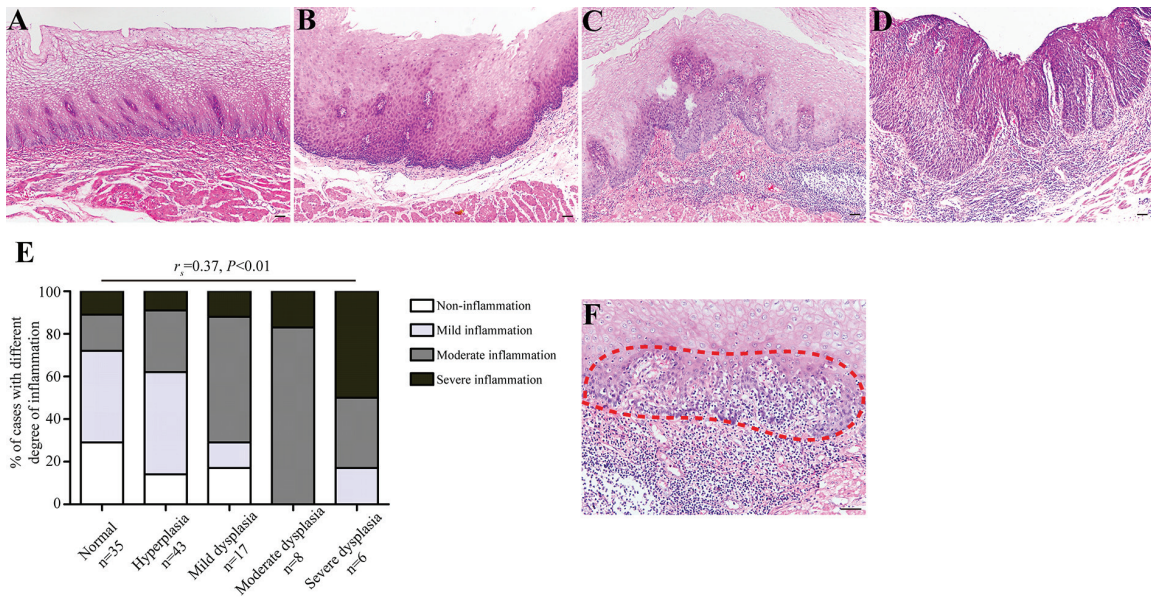 A
B
C
D
E
r_s=0.37, P<0.01
100
80
60
40
20
0
% of cases with different
degree of inflammation
Normal
n=35
Hyperplasia
n=43
Mild dysplasia
n=17
Moderate dysplasia
n=8
Severe dysplasia
n=6
Non-inflammation
Mild inflammation
Moderate inflammation
Severe inflammation
F